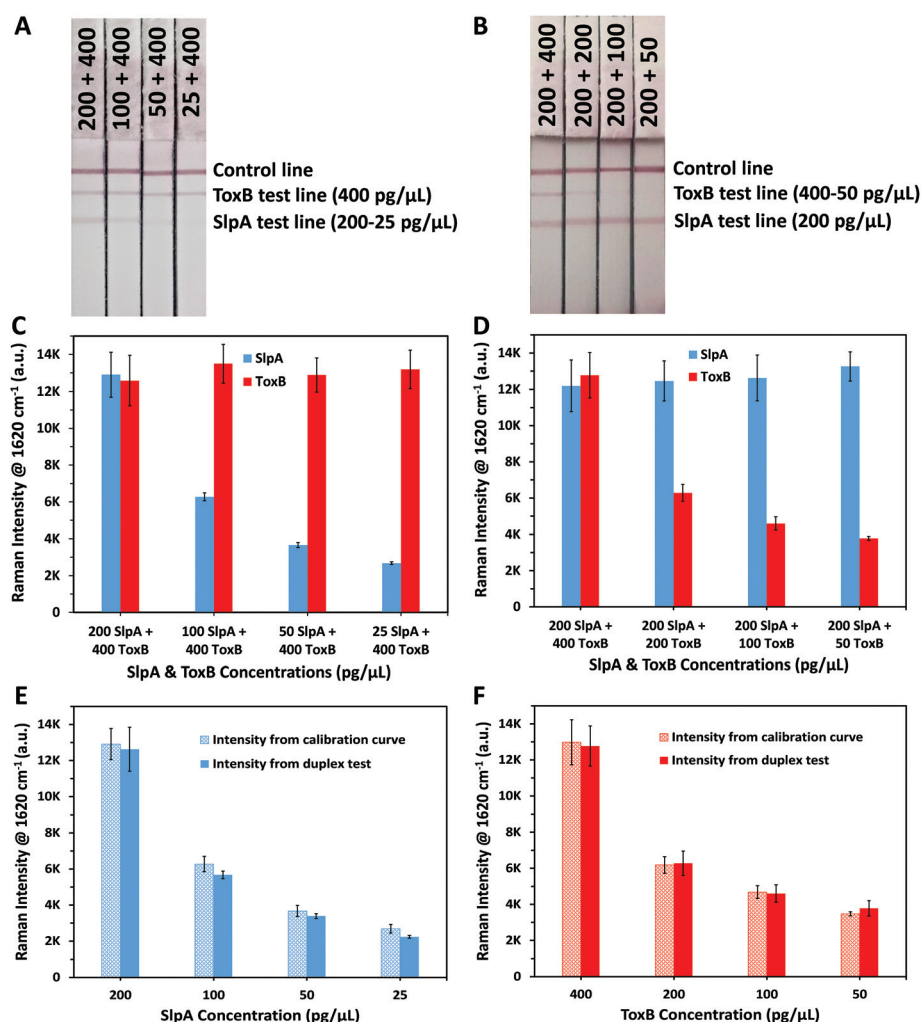 A
200 + 400
100 + 400
50 + 400
25 + 400
Control line
ToxB test line (400 pg/µL)
SlpA test line (200-25 pg/µL)
B
200 + 400
200 + 200
200 + 100
200 + 50
Control line
ToxB test line (400-50 pg/µL)
SlpA test line (200 pg/µL)
C
Raman Intensity @ 1620 cm⁻¹ (a.u.)
14K
12K
10K
8K
6K
4K
2K
0
SlpA
ToxB
200 SlpA +
400 ToxB
100 SlpA +
400 ToxB
50 SlpA +
400 ToxB
25 SlpA +
400 ToxB
SlpA & ToxB Concentrations (pg/µL)
D
Raman Intensity @ 1620 cm⁻¹ (a.u.)
14K
12K
10K
8K
6K
4K
2K
0
SlpA
ToxB
200 SlpA +
400 ToxB
200 SlpA +
200 ToxB
200 SlpA +
100 ToxB
200 SlpA +
50 ToxB
SlpA & ToxB Concentrations (pg/µL)
E
Raman Intensity @ 1620 cm⁻¹ (a.u.)
14K
12K
10K
8K
6K
4K
2K
0
Intensity from calibration curve
Intensity from duplex test
200
100
50
25
SlpA Concentration (pg/µL)
F
Raman Intensity @ 1620 cm⁻¹ (a.u.)
14K
12K
10K
8K
6K
4K
2K
0
Intensity from calibration curve
Intensity from duplex test
400
200
100
50
ToxB Concentration (pg/µL)